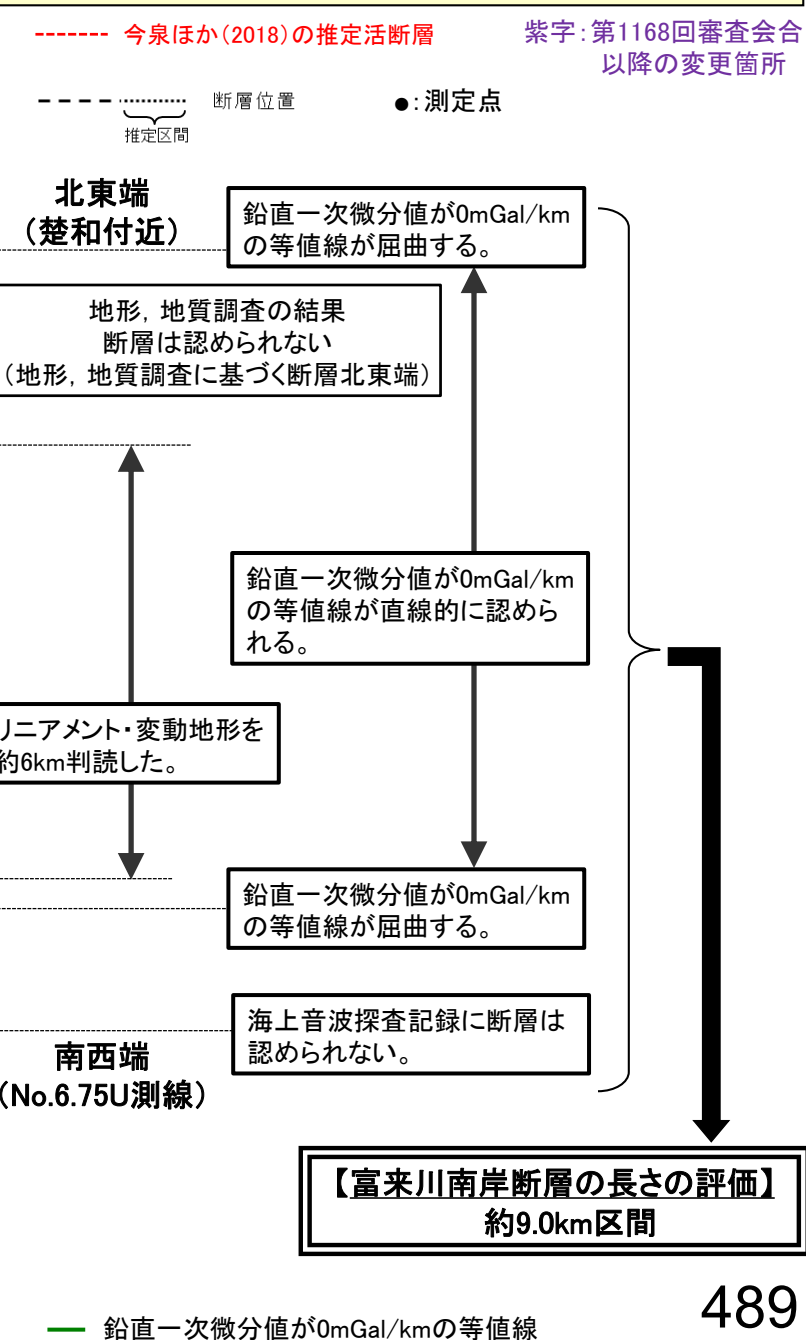 今泉ほか(2018)の推定活断層
紫字:第1168回審査会合
以降の変更箇所
断層位置
推定区間
●:測定点
北東端
(楚和付近)
鉛直一次微分値が0mGal/km
の等値線が屈曲する。
地形,地質調査の結果
断層は認められない
(地形,地質調査に基づく断層北東端)
鉛直一次微分値が0mGal/km
の等値線が直線的に認めら
れる。
リニアメント・変動地形を
約6km判読した。
鉛直一次微分値が0mGal/km
の等値線が屈曲する。
海上音波探査記録に断層は
認められない。
南西端
(No.6.75U測線)
【富来川南岸断層の長さの評価】
約9.0km区間
鉛直一次微分値が0mGal/kmの等値線
489